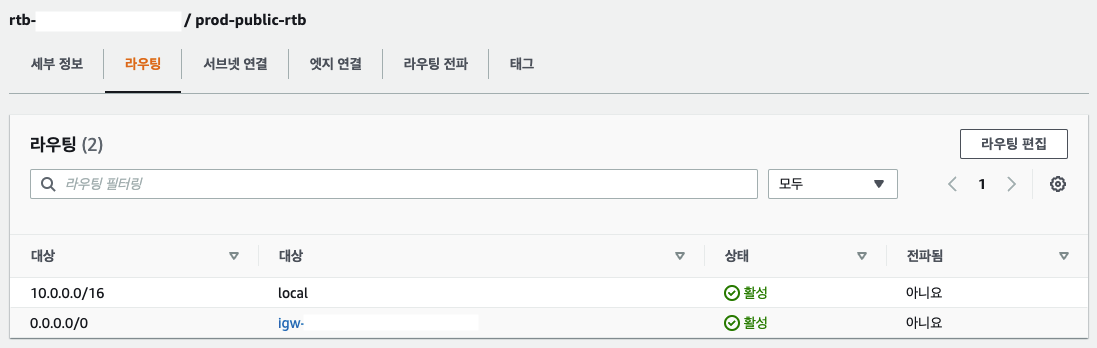 rtb- / prod-public-rtb
세부 정보 라우팅 서브넷 연결 엣지 연결 라우팅 전파 태그
라우팅 (2) 라우팅 편집
라우팅 필터링 모두 1
대상 대상 상태 전파됨
10.0.0.0/16 local 활성 아니요
0.0.0.0/0 igw- 활성 아니요